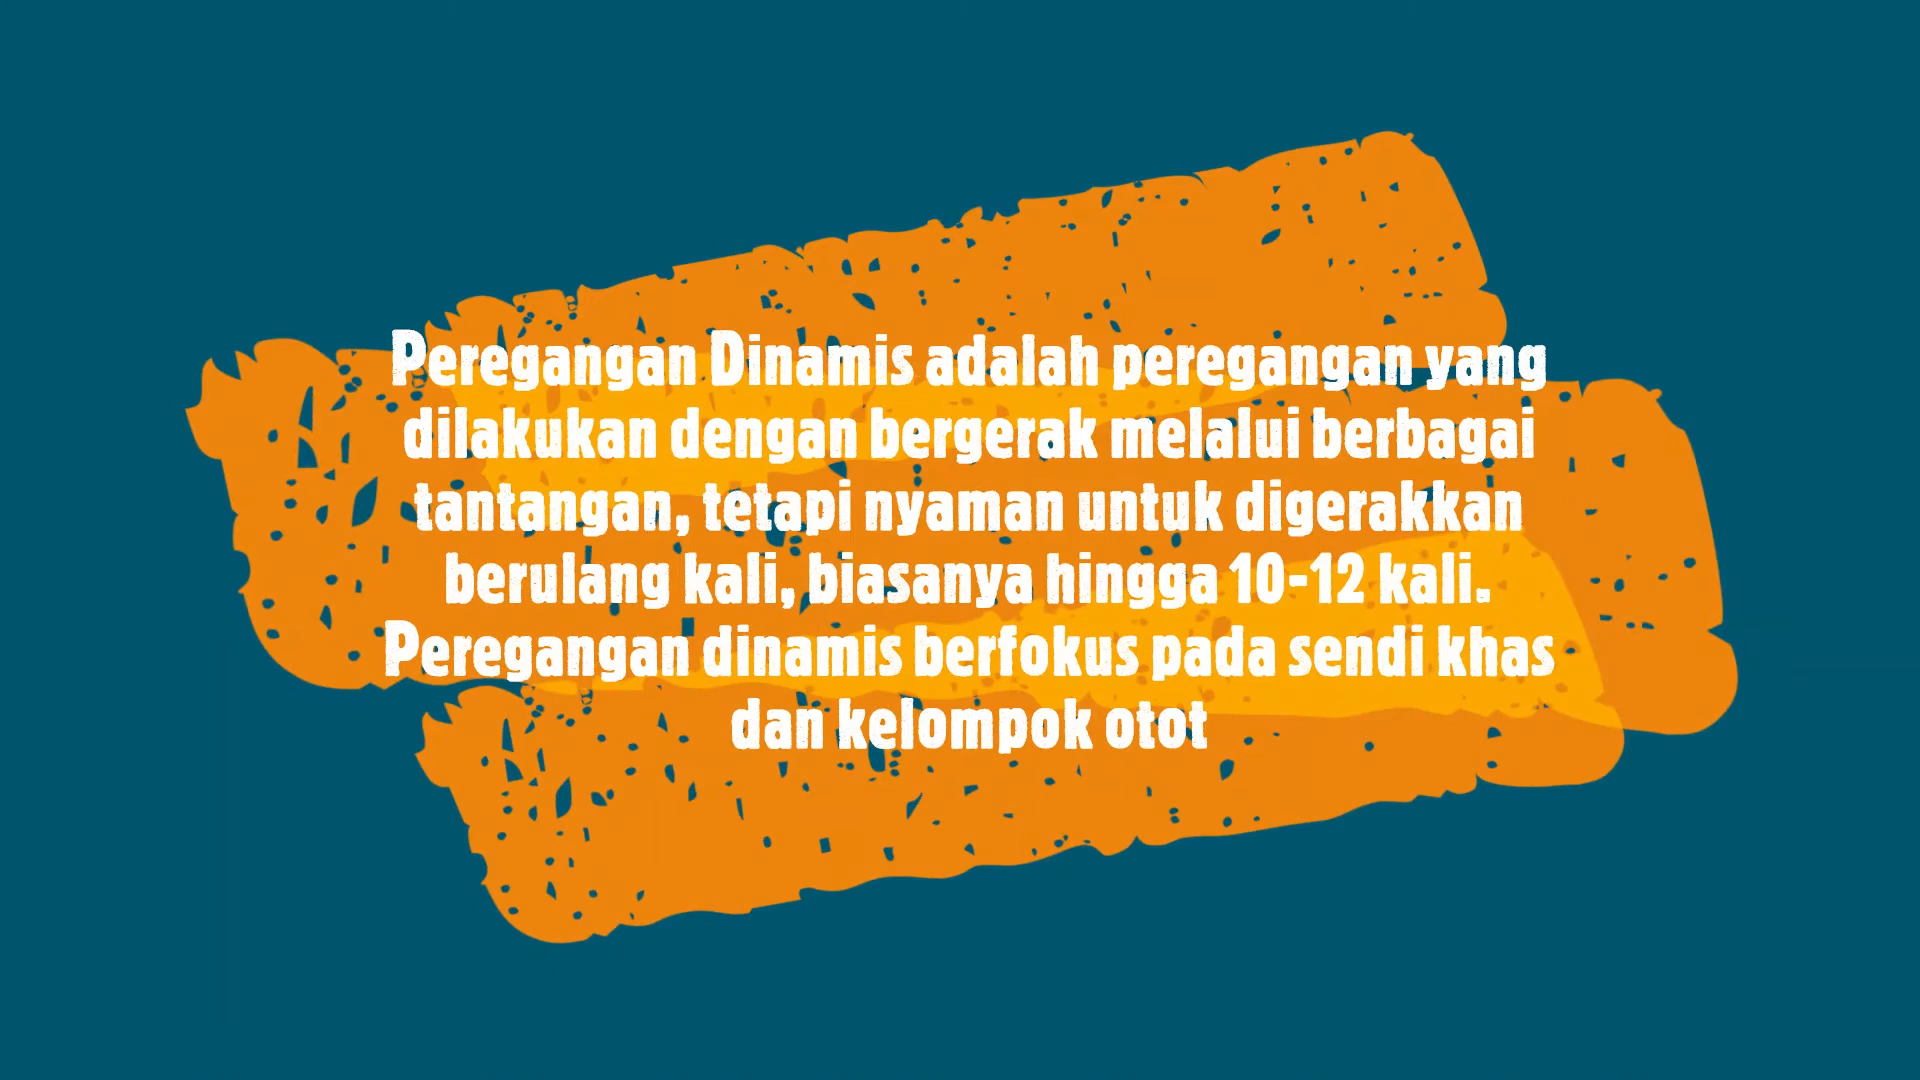 Peregangan Dinamis adalah peregangan yang
dilakukan dengan bergerak melalui berbagai
tantangan, tetapi nyaman untuk digerakkan
berulang kali, biasanya hingga 10-12 kali.
Peregangan dinamis berfokus pada sendi khas
dan kelompok otot